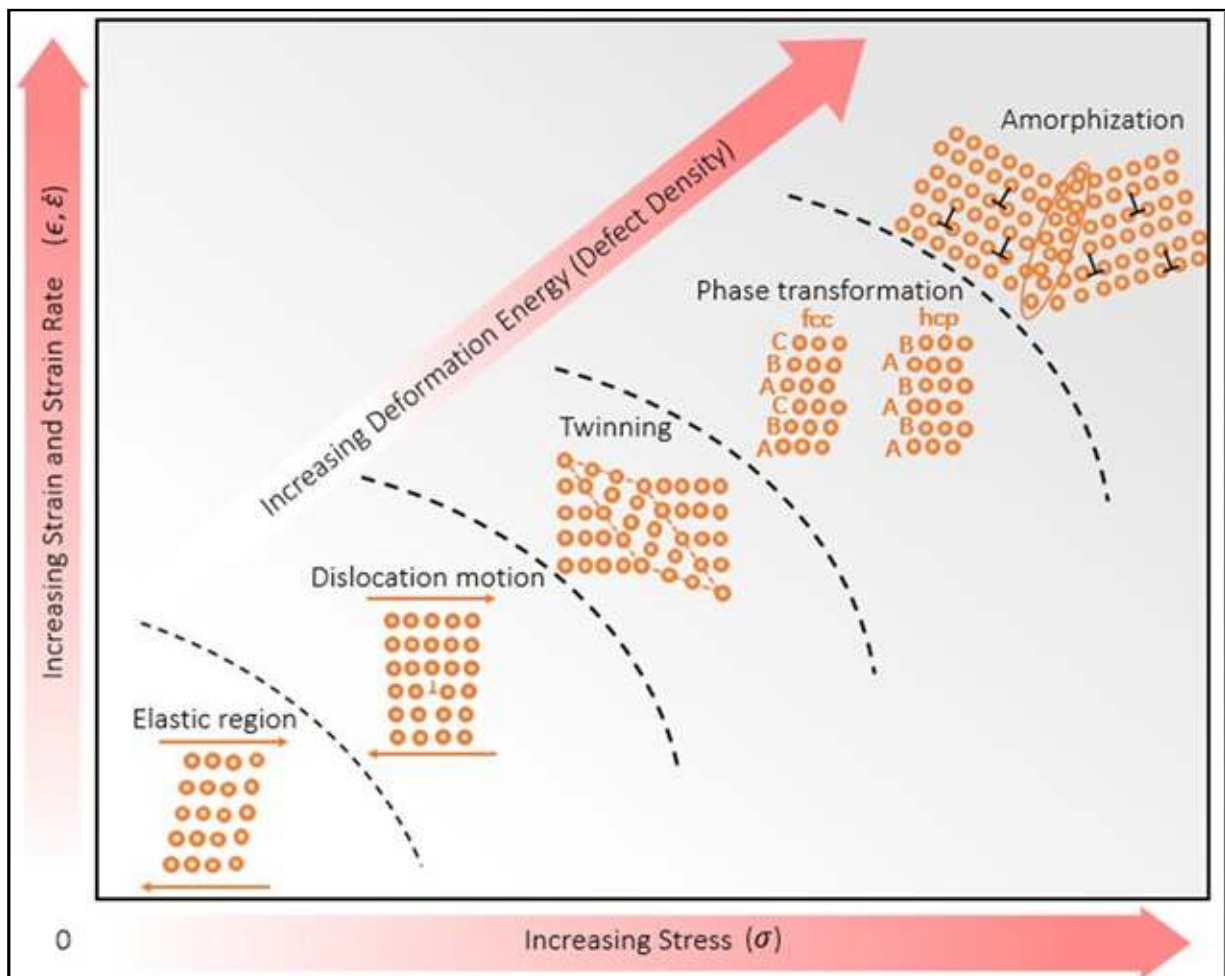 Increasing Strain and Strain Rate (ϵ, ϵ̇)
Increasing Deformation Energy (Defect Density)
Amorphization
Phase transformation
fcc hcp
C B
B A
A B
C A
B B
A A
Twinning
Dislocation motion
Elastic region
0
Increasing Stress (σ)